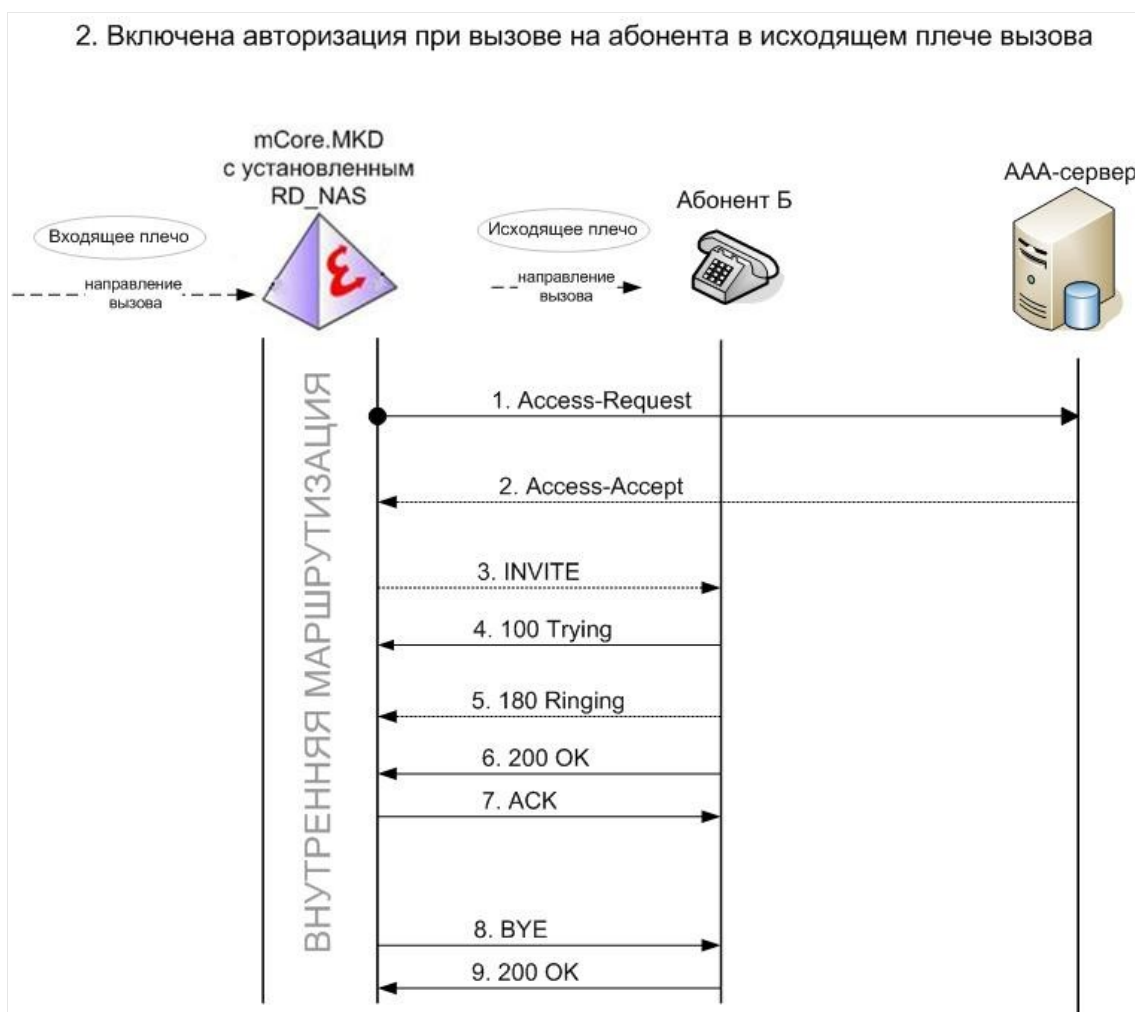 2. Включена авторизация при вызове на абонента в исходящем плече вызова
mCore.MKD
с установленным
RD_NAS
Входящее плечо
направление
вызова
Исходящее плечо
направление
вызова
Абонент Б
ААА-сервер
ВНУТРЕННЯЯ МАРШРУТИЗАЦИЯ
1. Access-Request
2. Access-Accept
3. INVITE
4. 100 Trying
5. 180 Ringing
6. 200 OK
7. ACK
8. BYE
9. 200 OK